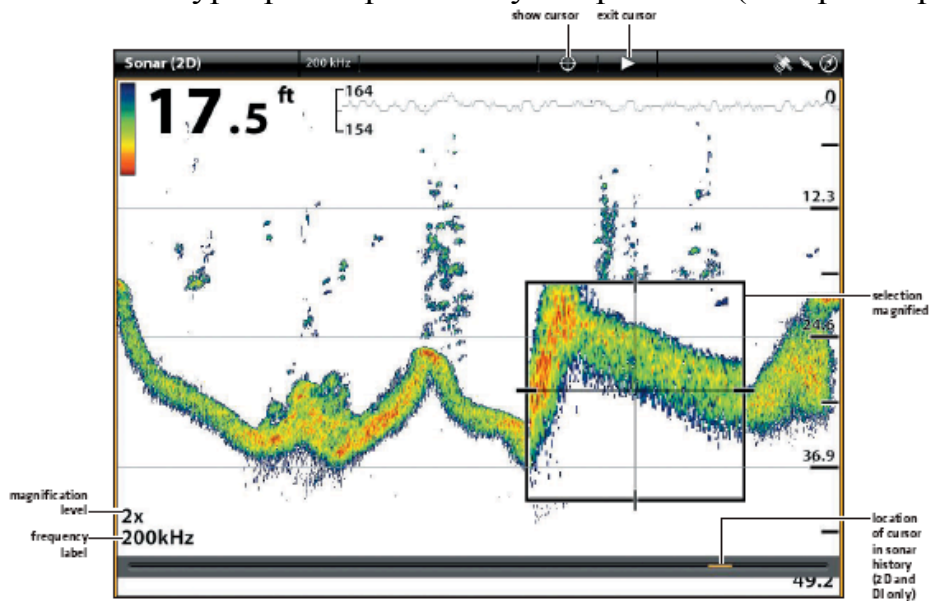 show cursor exit cursor
Sonar (2D) 200 kHz
17.5 ft
164
154
0
12.3
selection
magnified
24.6
36.9
magnification
level
2x
frequency
label
200kHz
location
of cursor
in sonar
history
(2D and
DI only)
49.2